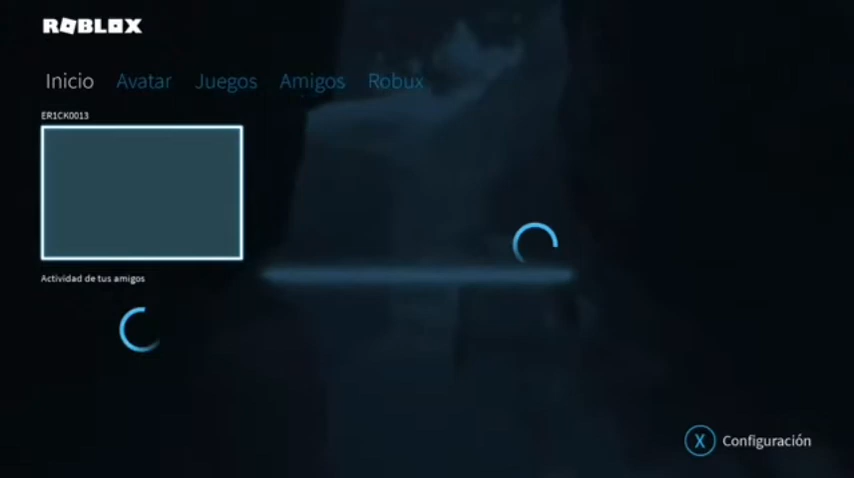 ROBLOX
Inicio Avatar Juegos Amigos Robux
ER1CK0013
Actividad de tus amigos
X Configuración